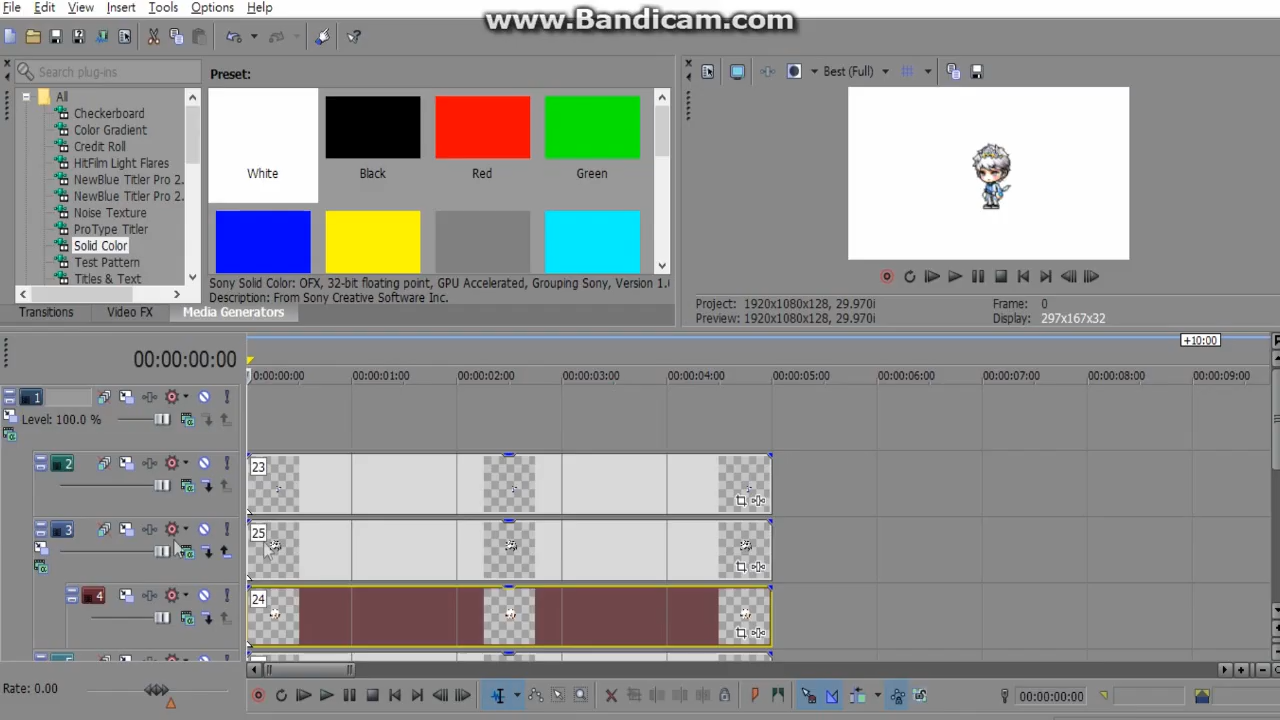 www.Bandicam.com
File Edit View Insert Tools Options Help
Search plug-ins
Preset:
Best (Full)
All
Checkerboard
Color Gradient
Credit Roll
HitFilm Light Flares
NewBlue Titler Pro 2.
NewBlue Titler Pro 2.
Noise Texture
ProType Titler
Solid Color
Test Pattern
Titles & Text
White Black Red Green
Sony Solid Color: OFX, 32-bit floating point, GPU Accelerated, Grouping Sony, Version 1.
Description: From Sony Creative Software Inc.
Transitions Video FX Media Generators
Project: 1920x1080x128, 29.970i
Preview: 1920x1080x128, 29.970i
Frame: 0
Display: 297x167x32
+10:00
00:00:00:00
0:00:00:00 00:00:01:00 00:00:02:00 00:00:03:00 00:00:04:00 00:00:05:00 00:00:06:00 00:00:07:00 00:00:08:00 00:00:09:00
1
Level: 100.0 %
2
23
3
25
4
24
Rate: 0.00
00:00:00:00